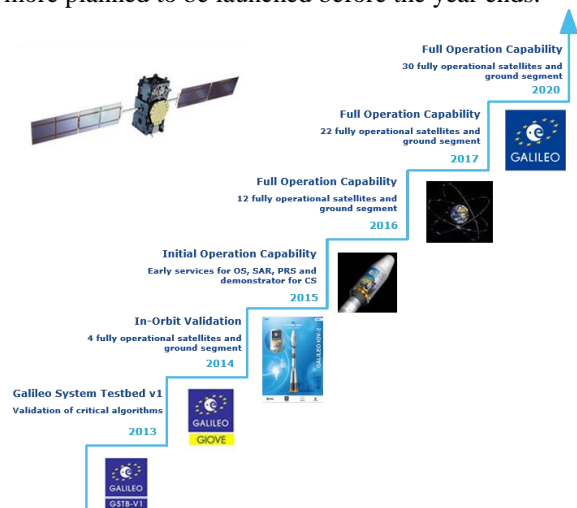 more planned to be launched before the year ends.
Full Operation Capability
30 fully operational satellites and
ground segment
2020
Full Operation Capability
22 fully operational satellites and
ground segment
2017
GALILEO
Full Operation Capability
12 fully operational satellites and
ground segment
2016
Initial Operation Capability
Early services for OS, SAR, PRS and
demonstrator for CS
2015
In-Orbit Validation
4 fully operational satellites and
ground segment
2014
GALILEO IOV-2
Galileo System Testbed v1
Validation of critical algorithms
2013
GALILEO
GIOVE
GALILEO
GSTB-V1